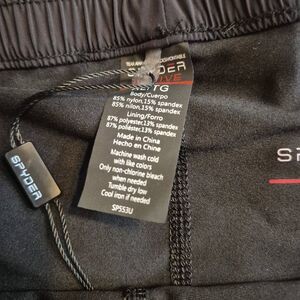 SPYDER
ACTIVE
Body/Cuerpo
85% nylon,15% spandex
85% nilon,15% spandex
Lining/Forro
87% polyester,13% spandex
87% poliester,13% spandex
Made in China
Hecho en Chine
Machine wash cold
with like colors
Only non-chlorine bleach
when needed
Tumble dry low
Cool iron if needed
SP553U
SPYDER
SP